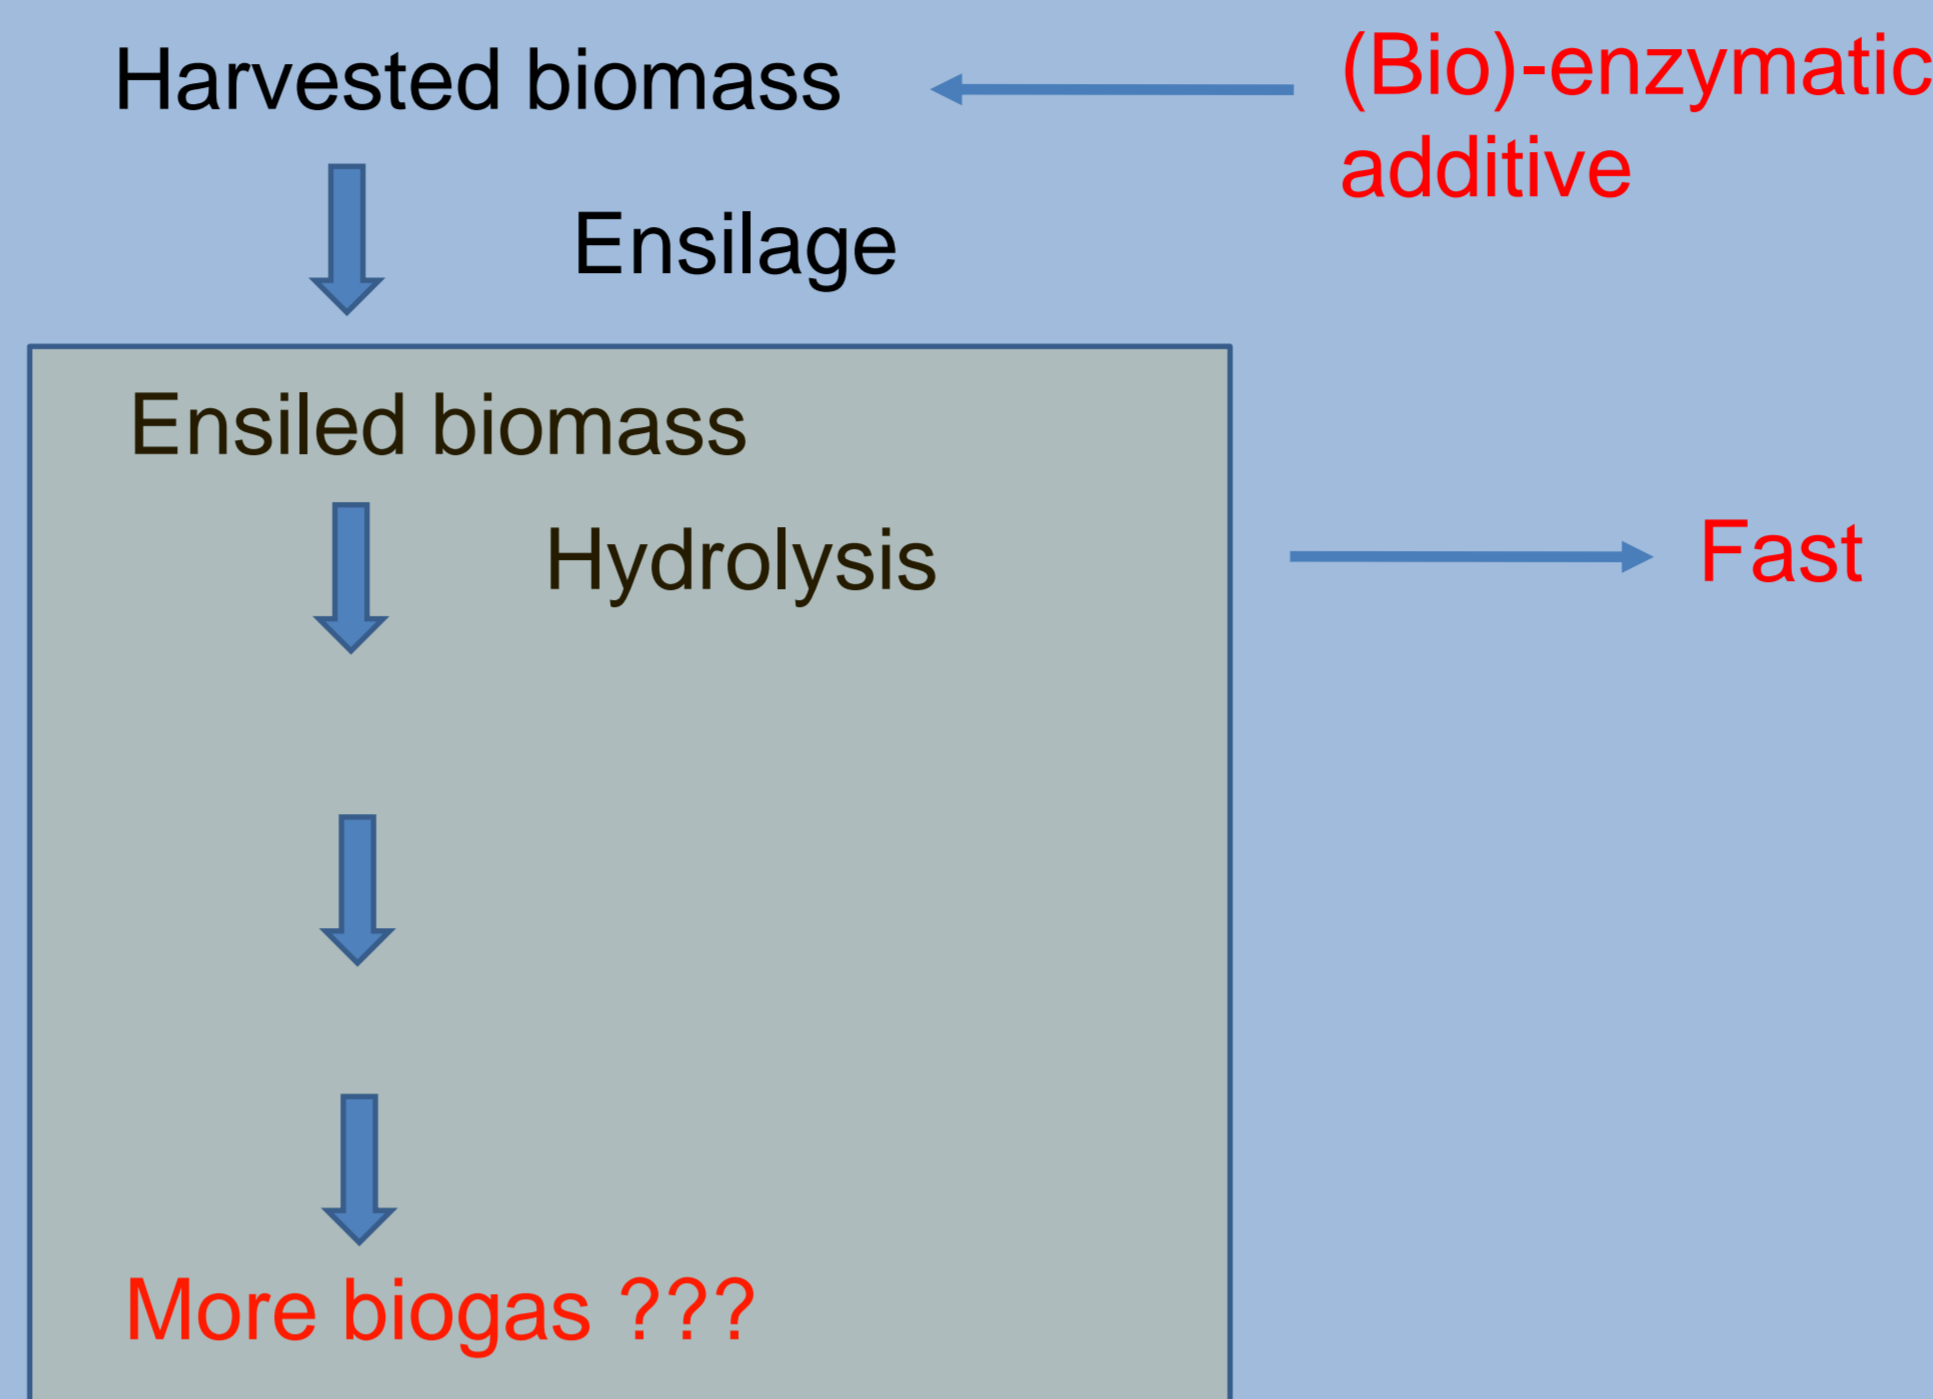 Harvested biomass
(Bio)-enzymatic
additive
Ensilage
Ensiled biomass
Hydrolysis
Fast
More biogas ???